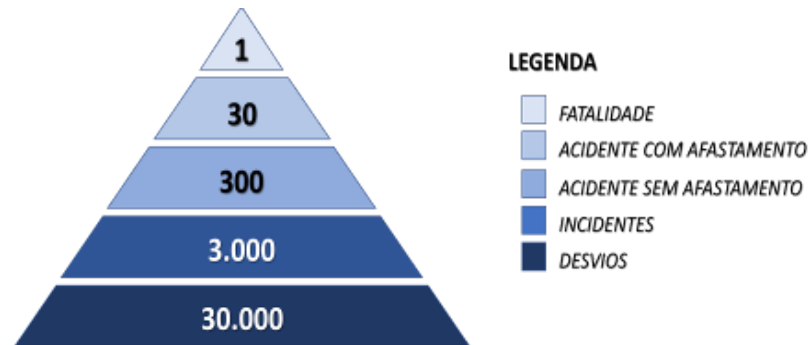 1
30
300
3.000
30.000
LEGENDA
FATALIDADE
ACIDENTE COM AFASTAMENTO
ACIDENTE SEM AFASTAMENTO
INCIDENTES
DESVIOS